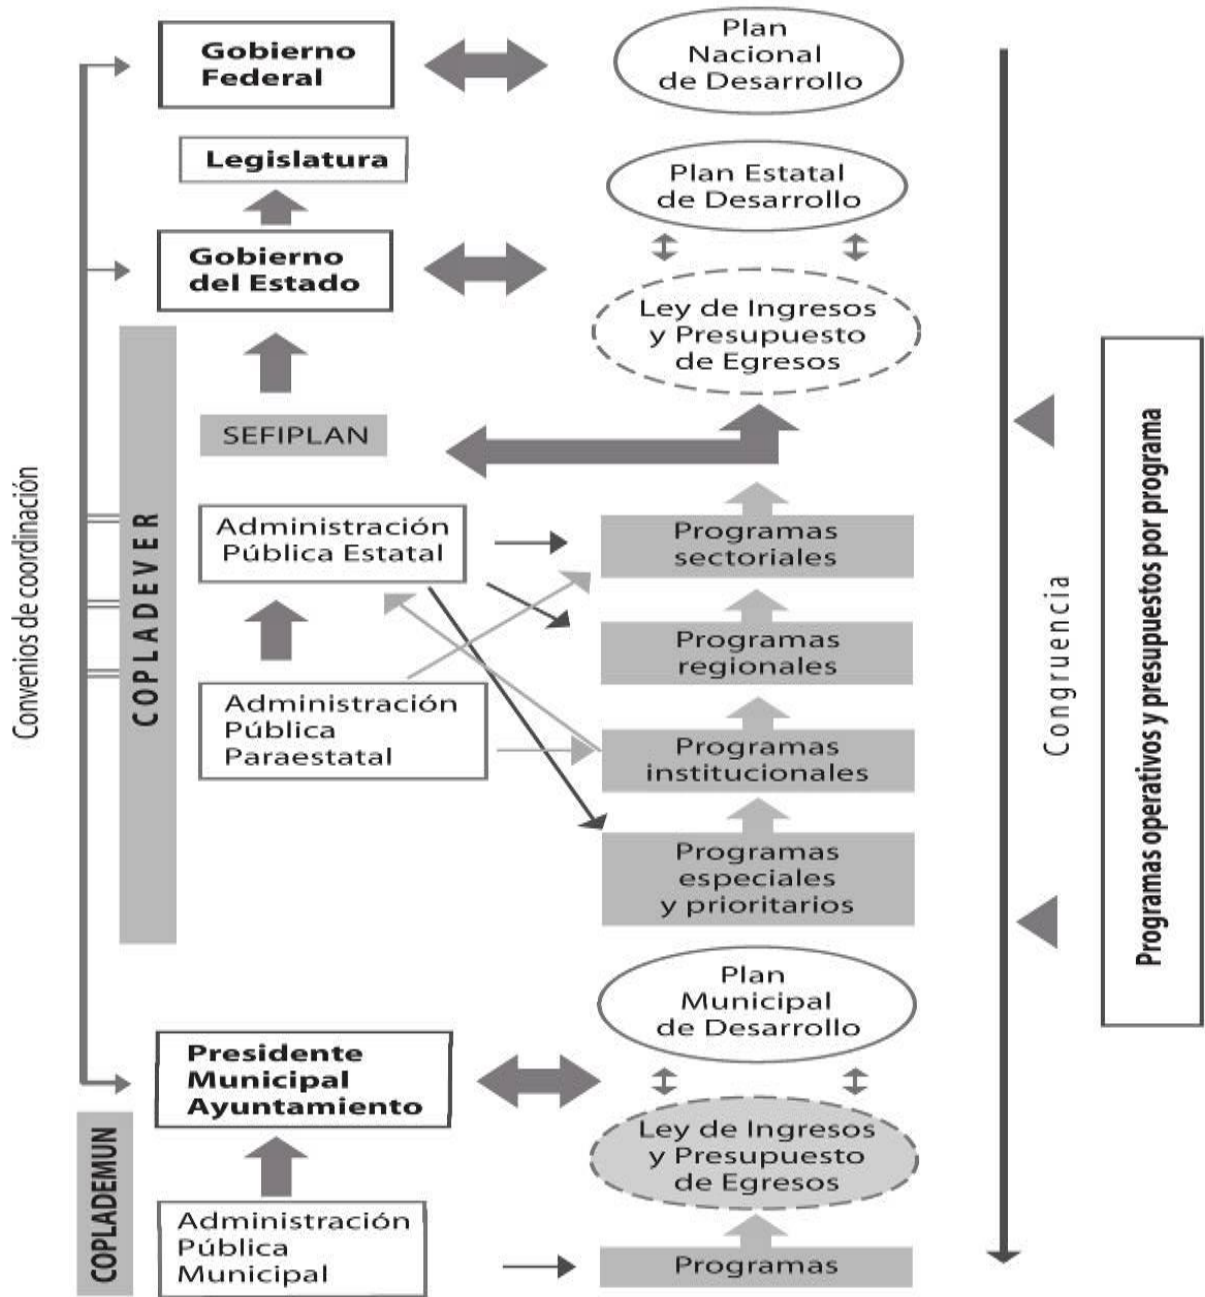 Gobierno
Federal
Plan
Nacional
de Desarrollo
Legislatura
Plan Estatal
de Desarrollo
Gobierno
del Estado
Ley de Ingresos
y Presupuesto
de Egresos
SEFIPLAN
Convenios de coordinación
COPLADEVER
Administración
Pública Estatal
Programas
sectoriales
Programas
regionales
Administración
Pública
Paraestatal
Programas
institucionales
Programas
especiales
y prioritarios
Congruencia
Programas operativos y presupuestos por programa
Plan
Municipal
de Desarrollo
Presidente
Municipal
Ayuntamiento
Ley de Ingresos
y Presupuesto
de Egresos
COPLADEMUN
Administración
Pública
Municipal
Programas